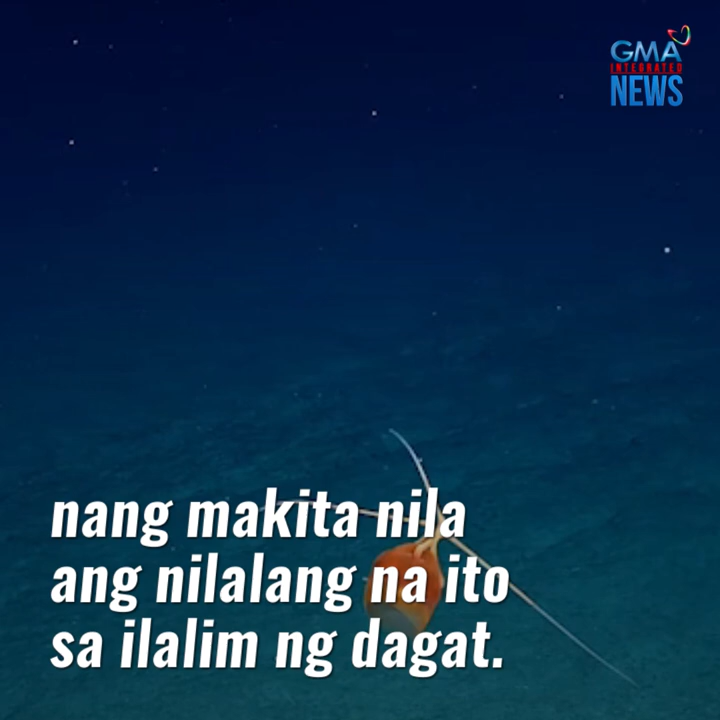 GMA
INTEGRATED
NEWS
nang makita nila
ang nilalang na ito
sa ilalim ng dagat.